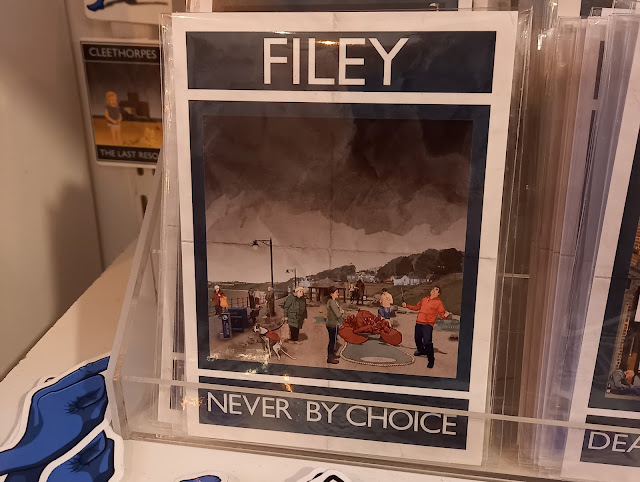 CLEETHORPES
THE LAST RESO
FILEY
NEVER BY CHOICE
DEA